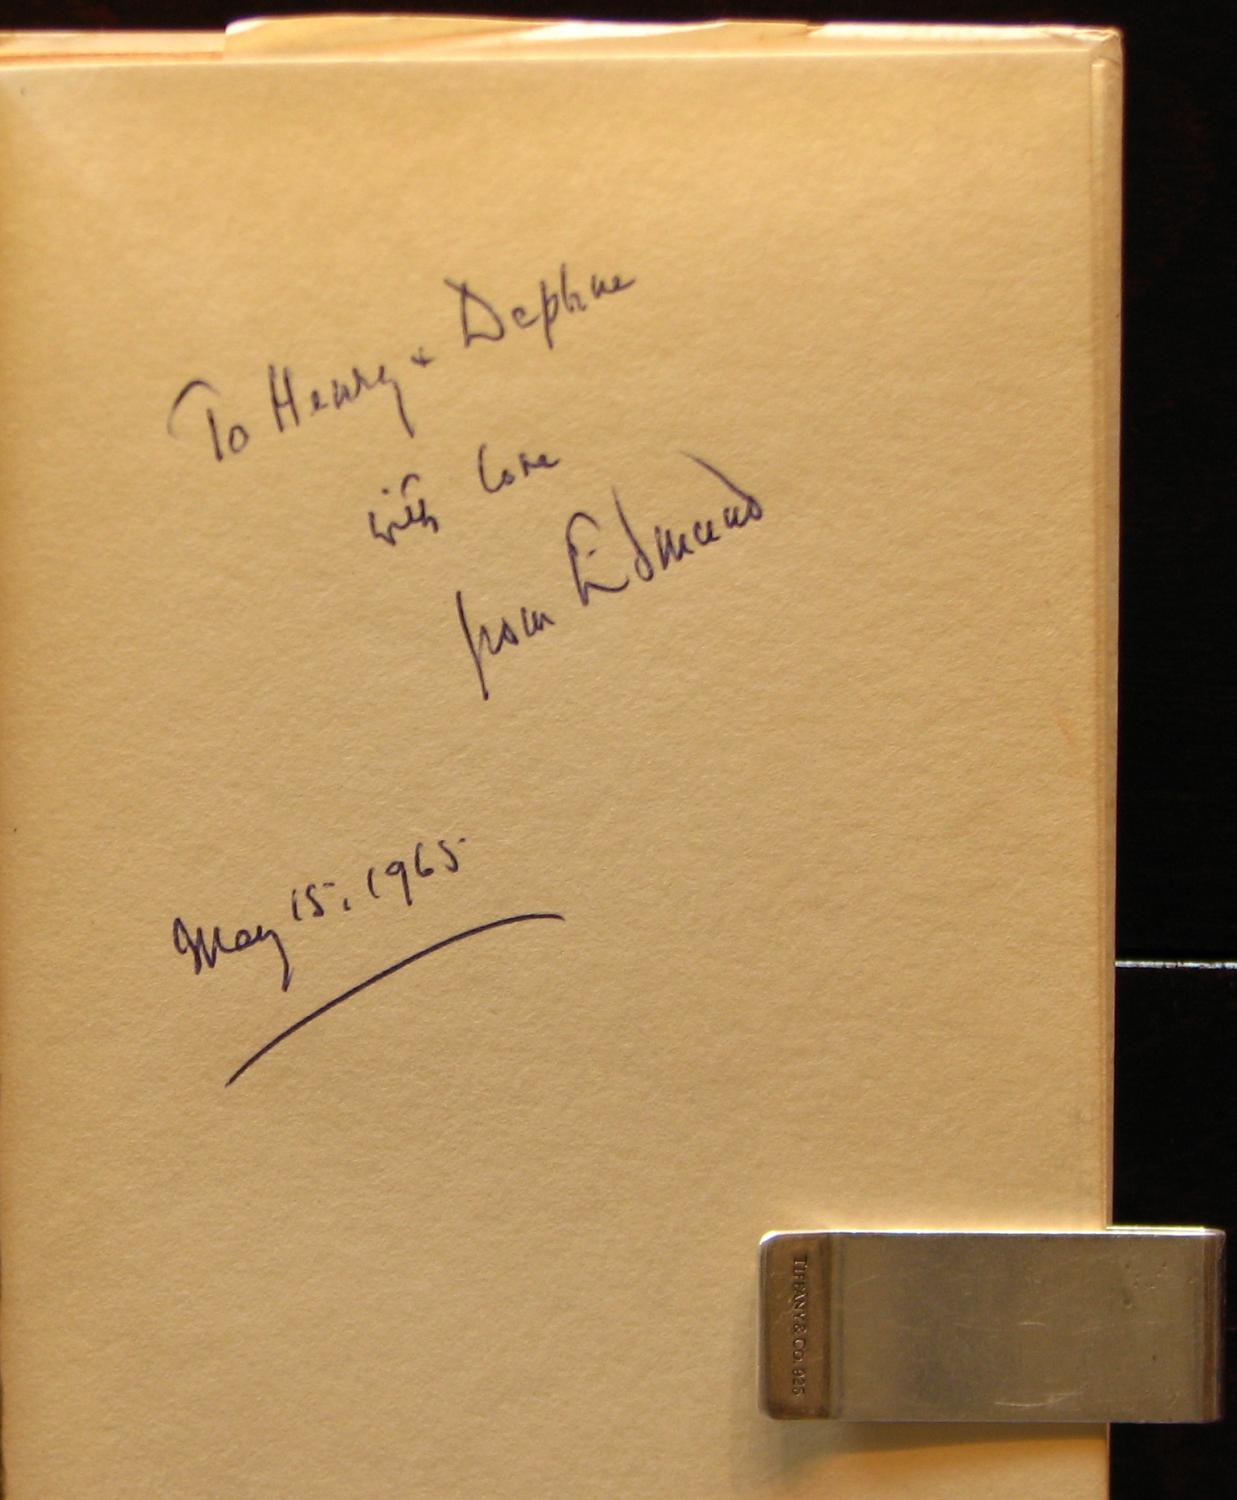 To Henry + Daphne
with love
from Edmund
May 15, 1965
TIFFANY & CO. 925